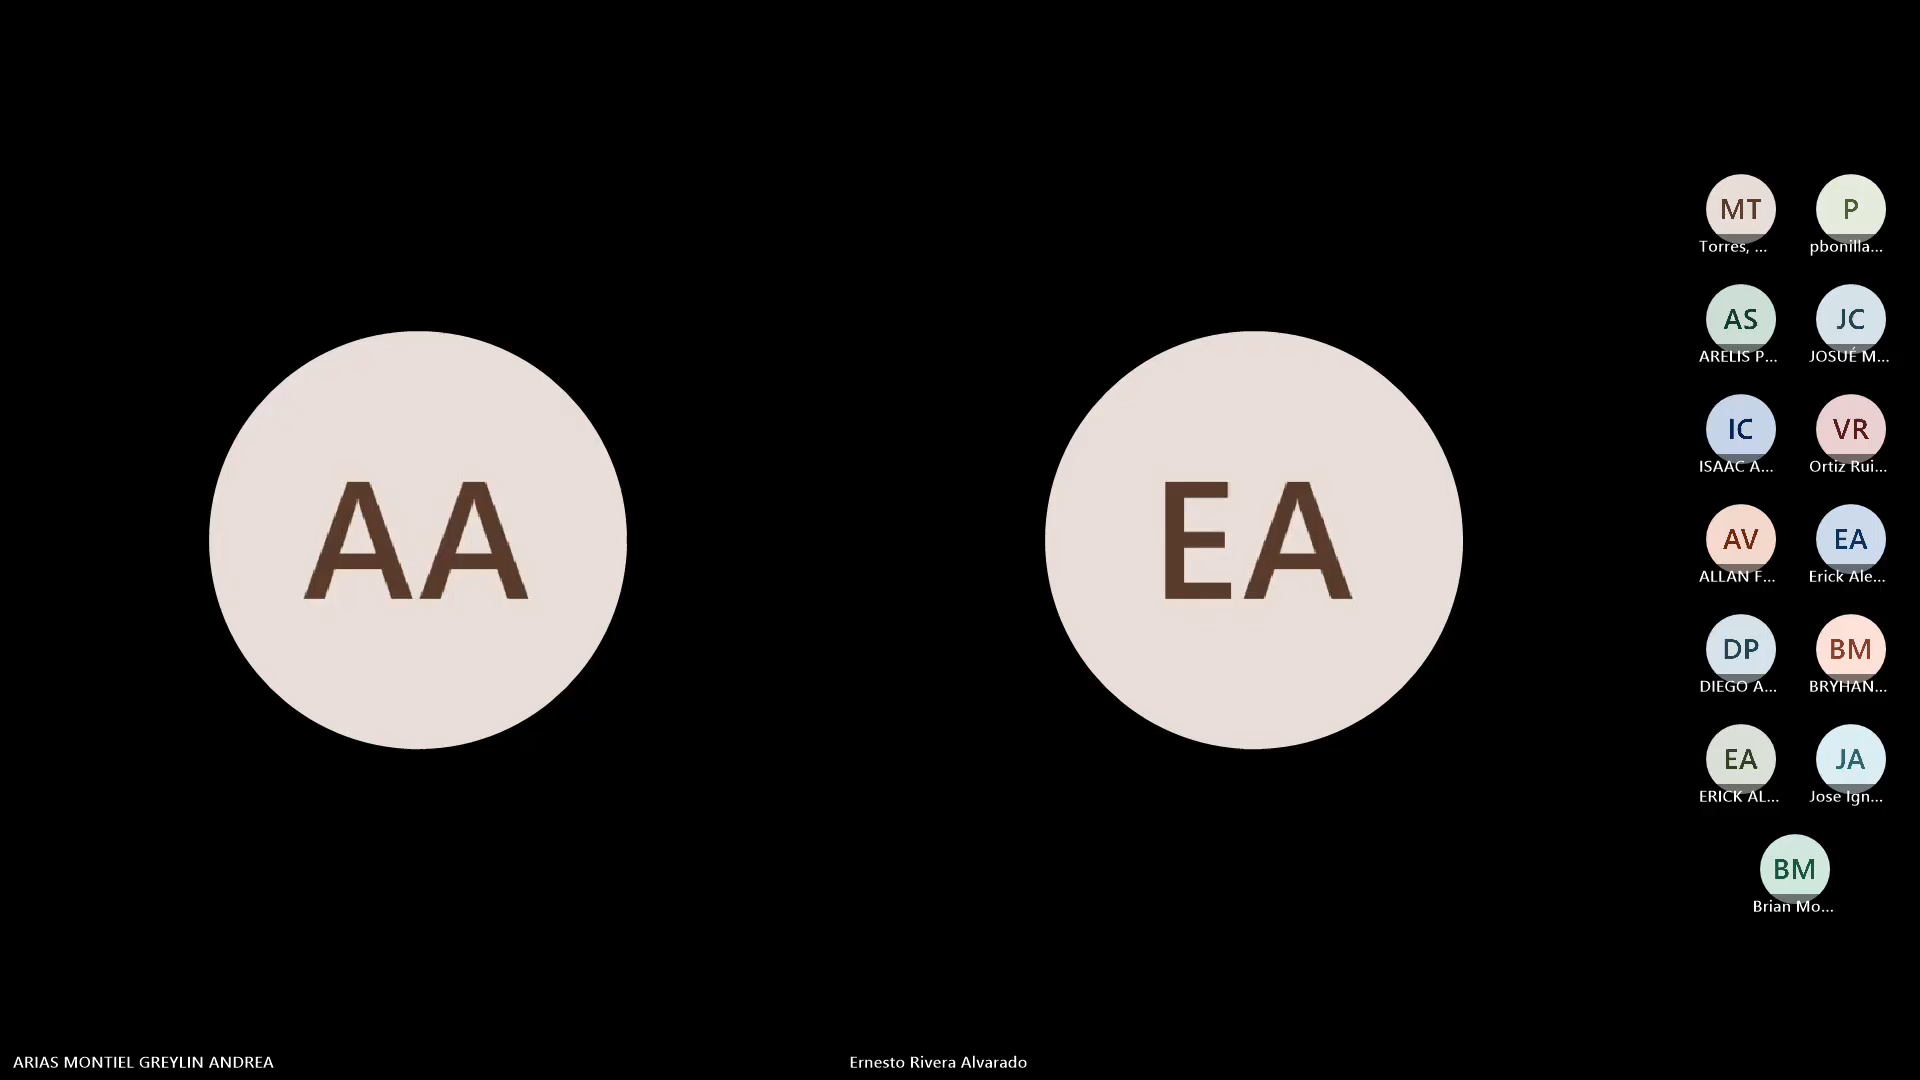 AA
ARIAS MONTIEL GREYLIN ANDREA
EA
Ernesto Rivera Alvarado
MT
Torres, ...
P
pbonilla...
AS
ARELIS P...
JC
JOSUÉ M...
IC
ISAAC A...
VR
Ortiz Rui...
AV
ALLAN F...
EA
Erick Ale...
DP
DIEGO A...
BM
BRYHAN...
EA
ERICK AL...
JA
Jose Ign...
BM
Brian Mo...